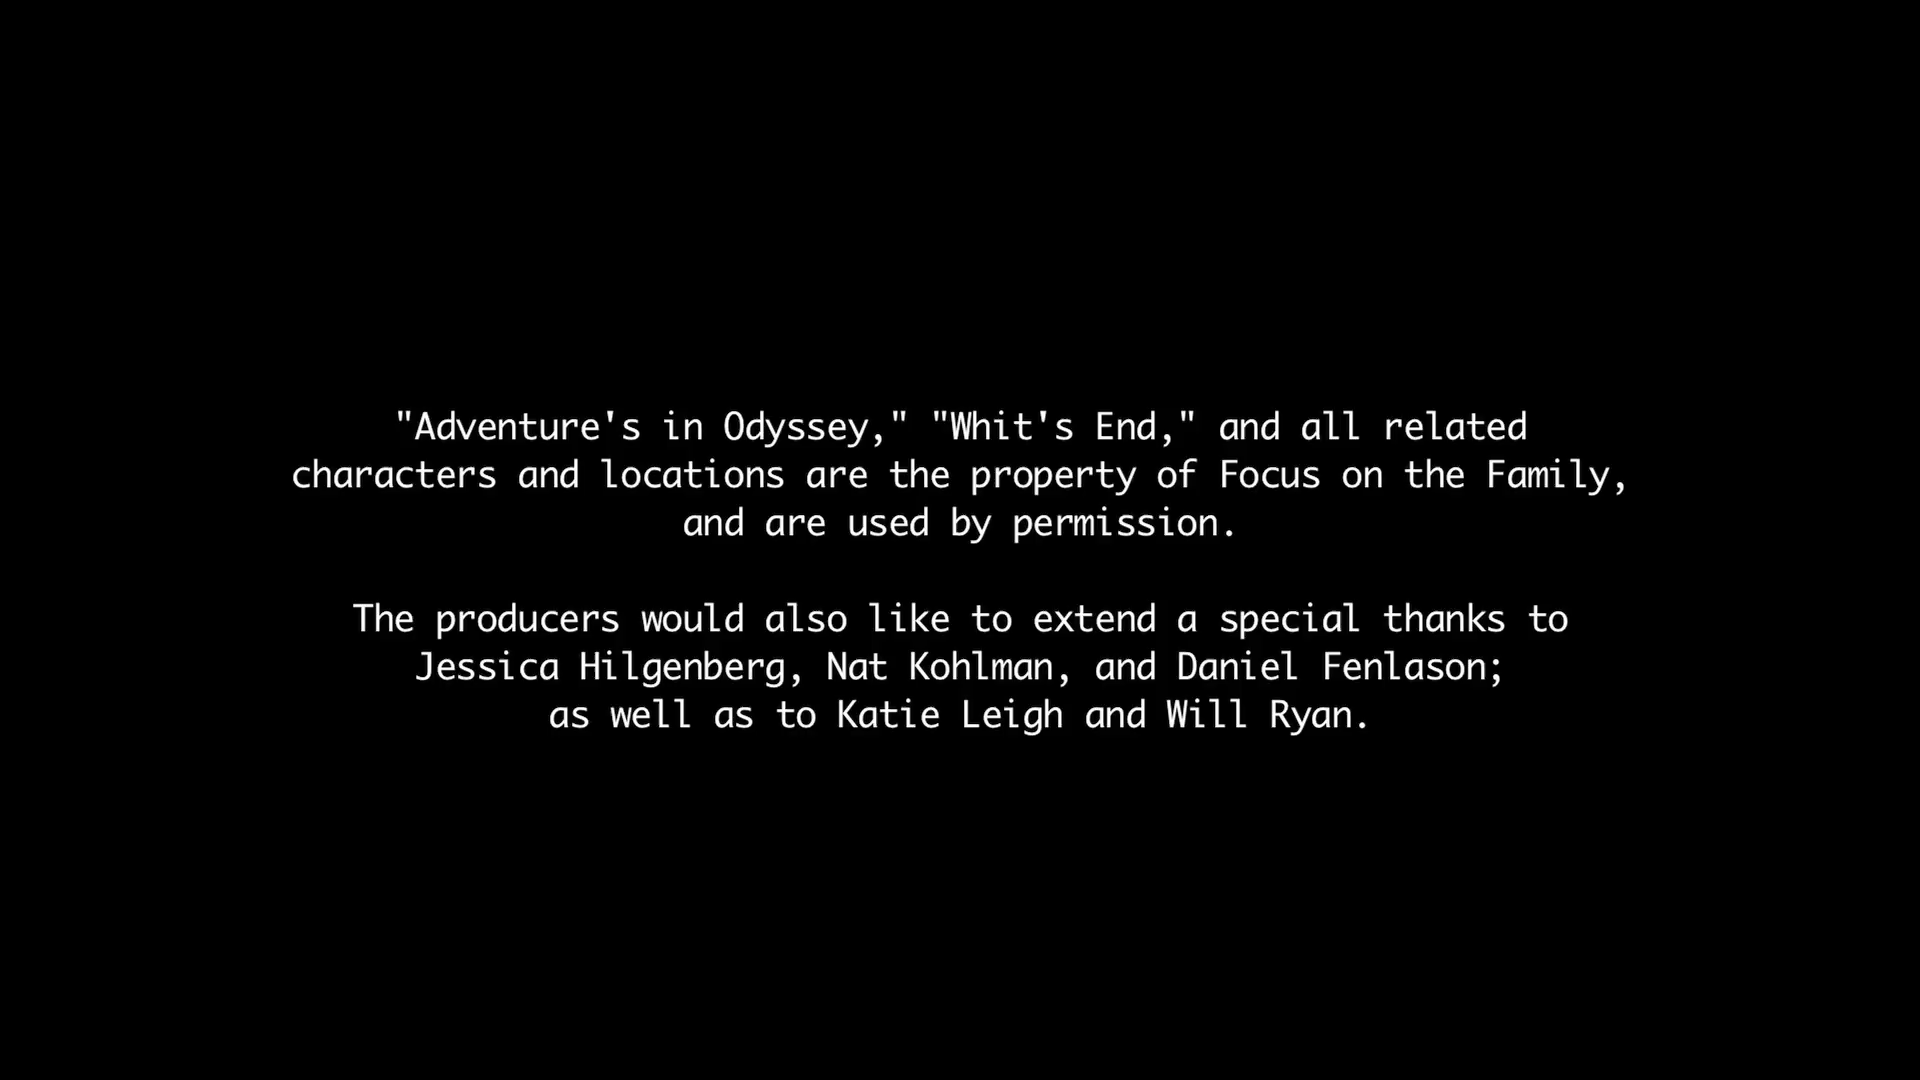 "Adventure's in Odyssey," "Whit's End," and all related
characters and locations are the property of Focus on the Family,
and are used by permission.
The producers would also like to extend a special thanks to
Jessica Hilgenberg, Nat Kohlman, and Daniel Fenlason;
as well as to Katie Leigh and Will Ryan.